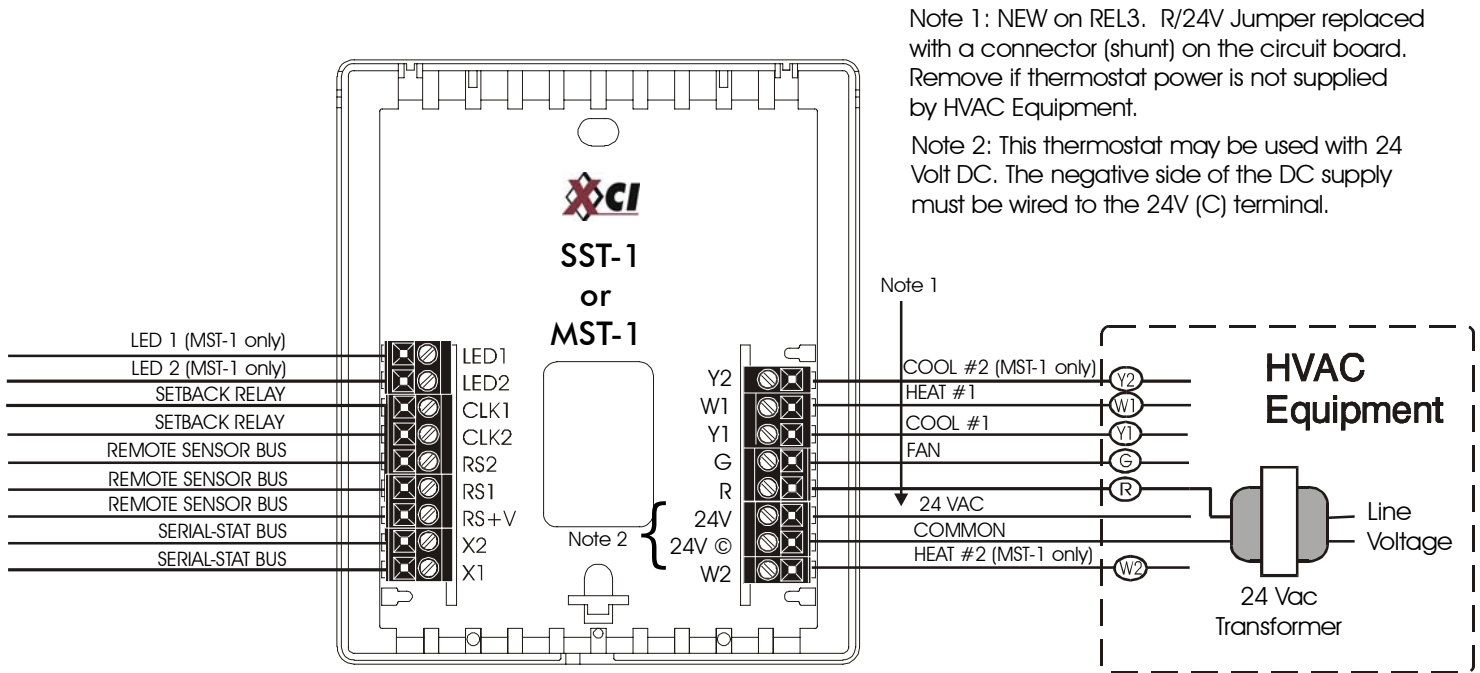 Note 1: NEW on REL3. R/24V Jumper replaced
with a connector (shunt) on the circuit board.
Remove if thermostat power is not supplied
by HVAC Equipment.
Note 2: This thermostat may be used with 24
Volt DC. The negative side of the DC supply
must be wired to the 24V (C) terminal.
XCI
SST-1
or
MST-1
Note 1
LED 1 (MST-1 only)
LED 2 (MST-1 only)
SETBACK RELAY
SETBACK RELAY
REMOTE SENSOR BUS
REMOTE SENSOR BUS
REMOTE SENSOR BUS
SERIAL-STAT BUS
SERIAL-STAT BUS
LED1
LED2
CLK1
CLK2
RS2
RS1
RS+V
X2
X1
Note 2
Y2
W1
Y1
G
R
24V
24V ©
W2
COOL #2 (MST-1 only)
HEAT #1
COOL #1
FAN
24 VAC
COMMON
HEAT #2 (MST-1 only)
Y2
W1
Y1
G
R
W2
HVAC
Equipment
Line
Voltage
24 Vac
Transformer